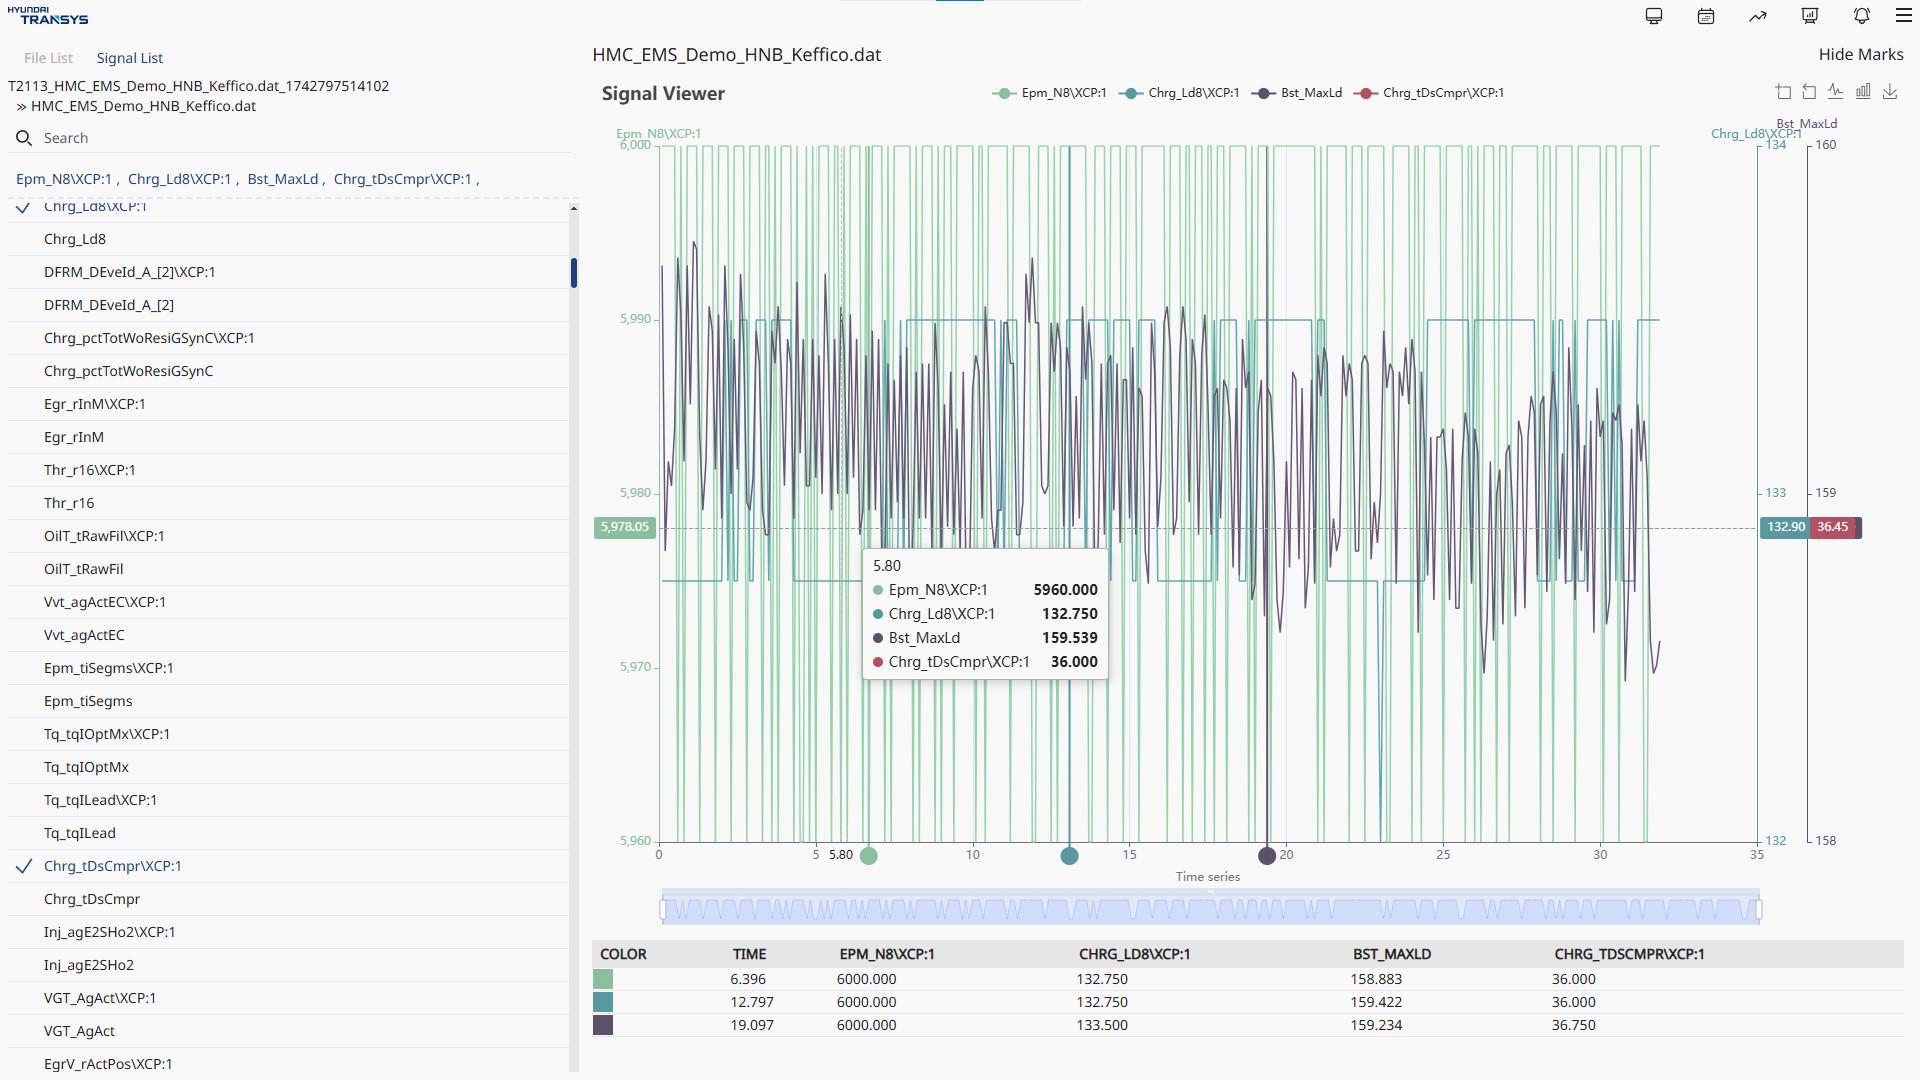 HYUNDAI
TRANSYS
File List Signal List
T2113_HMC_EMS_Demo_HNB_Keffico.dat_1742797514102
» HMC_EMS_Demo_HNB_Keffico.dat
Search
Epm_N8\XCP:1 , Chrg_Ld8\XCP:1 , Bst_MaxLd , Chrg_tDsCmpr\XCP:1 ,
Chrg_Ld8\XCP:1
Chrg_Ld8
DFRM_DEveId_A_[2]\XCP:1
DFRM_DEveId_A_[2]
Chrg_pctTotWoResiGSynC\XCP:1
Chrg_pctTotWoResiGSynC
Egr_rInM\XCP:1
Egr_rInM
Thr_r16\XCP:1
Thr_r16
OilT_tRawFil\XCP:1
OilT_tRawFil
Vvt_agActEC\XCP:1
Vvt_agActEC
Epm_tiSegms\XCP:1
Epm_tiSegms
Tq_tqIOptMx\XCP:1
Tq_tqIOptMx
Tq_tqILead\XCP:1
Tq_tqILead
Chrg_tDsCmpr\XCP:1
Chrg_tDsCmpr
Inj_agE2SHo2\XCP:1
Inj_agE2SHo2
VGT_AgAct\XCP:1
VGT_AgAct
EgrV_rActPos\XCP:1
HMC_EMS_Demo_HNB_Keffico.dat Hide Marks
Signal Viewer Epm_N8\XCP:1 Chrg_Ld8\XCP:1 Bst_MaxLd Chrg_tDsCmpr\XCP:1
Epm_N8\XCP:1 Chrg_Ld8\XCP:1 Bst_MaxLd
6,000 134 160
5,990
5,980 133 159
5,978.05 132.90 36.45
5.80
Epm_N8\XCP:1 5960.000
Chrg_Ld8\XCP:1 132.750
Bst_MaxLd 159.539
Chrg_tDsCmpr\XCP:1 36.000
5,970
5,960 132 158
0 5 5.80 10 15 20 25 30 35
Time series
COLOR TIME EPM_N8\XCP:1 CHRG_LD8\XCP:1 BST_MAXLD CHRG_TDSCMPR\XCP:1
6.396 6000.000 132.750 158.883 36.000
12.797 6000.000 132.750 159.422 36.000
19.097 6000.000 133.500 159.234 36.750